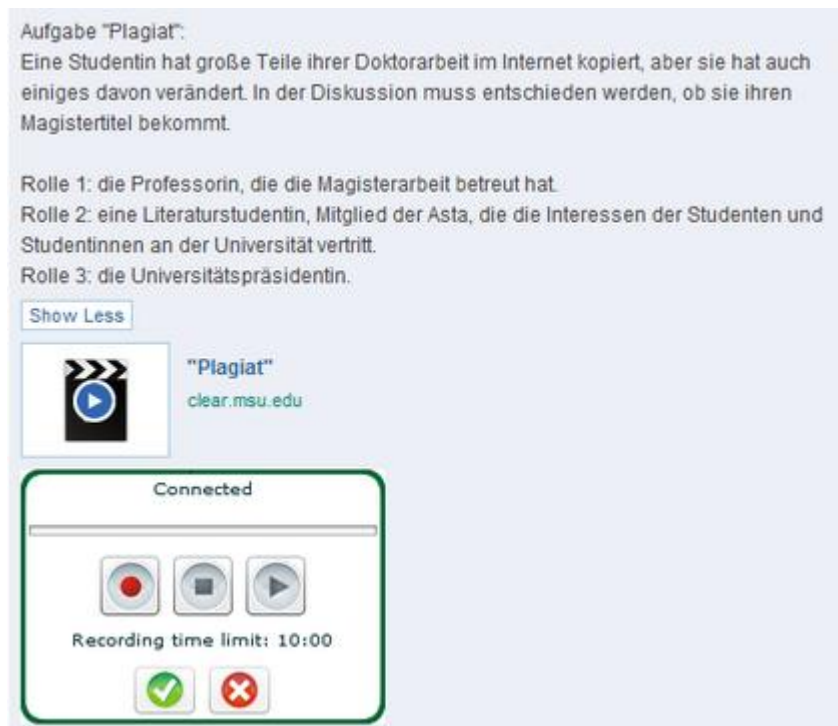 Aufgabe "Plagiat":
Eine Studentin hat große Teile ihrer Doktorarbeit im Internet kopiert, aber sie hat auch
einiges davon verändert. In der Diskussion muss entschieden werden, ob sie ihren
Magistertitel bekommt.
Rolle 1: die Professorin, die die Magisterarbeit betreut hat.
Rolle 2: eine Literaturstudentin, Mitglied der Asta, die die Interessen der Studenten und
Studentinnen an der Universität vertritt.
Rolle 3: die Universitätspräsidentin.
Show Less
"Plagiat"
clear.msu.edu
Connected
Recording time limit: 10:00